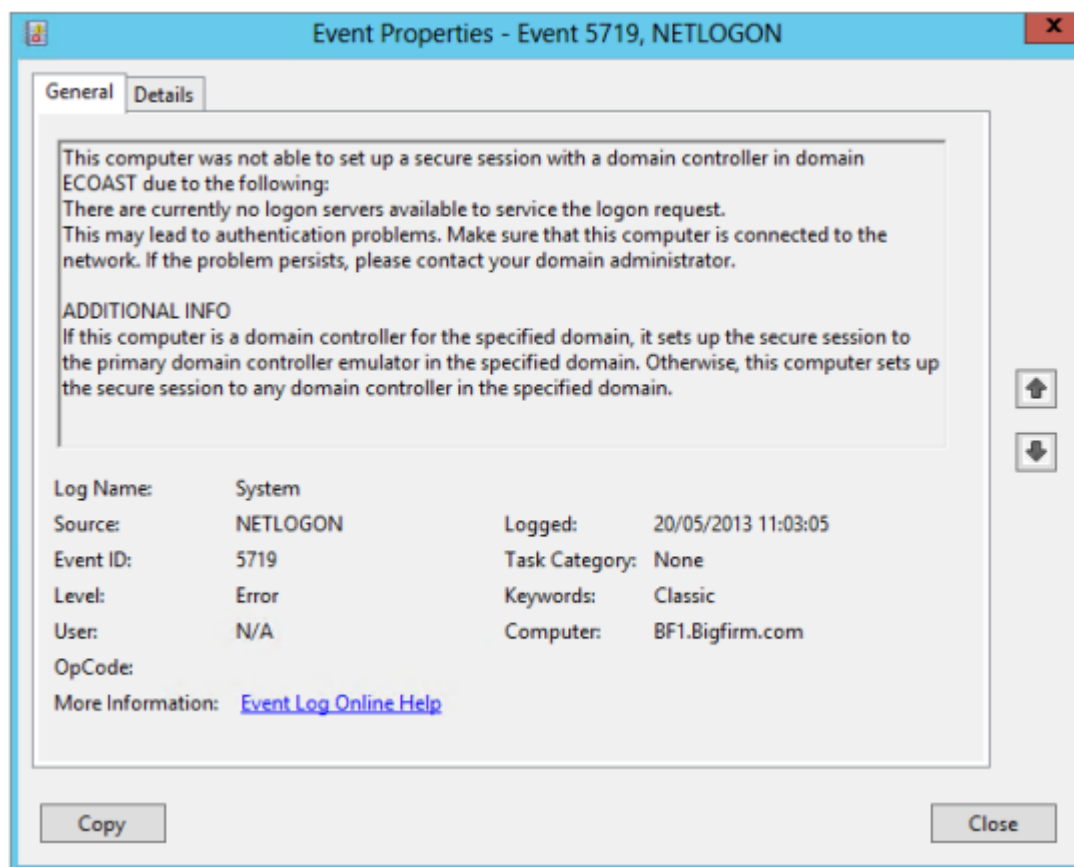 Event Properties - Event 5719, NETLOGON
x
General Details
This computer was not able to set up a secure session with a domain controller in domain
ECOAST due to the following:
There are currently no logon servers available to service the logon request.
This may lead to authentication problems. Make sure that this computer is connected to the
network. If the problem persists, please contact your domain administrator.
ADDITIONAL INFO
If this computer is a domain controller for the specified domain, it sets up the secure session to
the primary domain controller emulator in the specified domain. Otherwise, this computer sets up
the secure session to any domain controller in the specified domain.
Log Name: System
Source: NETLOGON Logged: 20/05/2013 11:03:05
Event ID: 5719 Task Category: None
Level: Error Keywords: Classic
User: N/A Computer: BF1.Bigfirm.com
OpCode:
More Information: Event Log Online Help
Copy Close